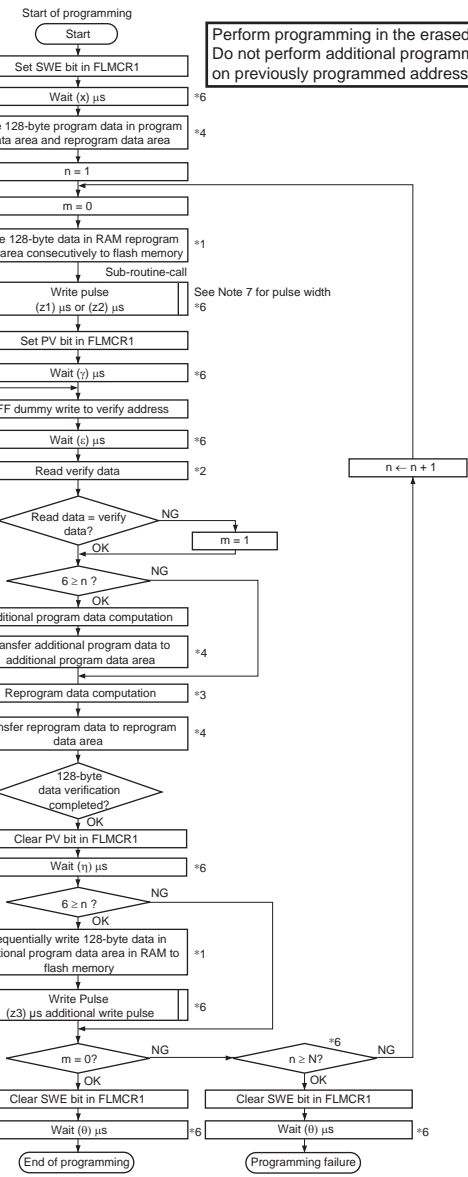 Start of programming
Start
Perform programming in the erased
Do not perform additional programm
on previously programmed address
Set SWE bit in FLMCR1
Wait (x) µs
*6
128-byte program data in program
area and reprogram data area
*4
n = 1
m = 0
128-byte data in RAM reprogram
area consecutively to flash memory
*1
Sub-routine-call
Write pulse
(z1) µs or (z2) µs
See Note 7 for pulse width
*6
Set PV bit in FLMCR1
Wait (γ) µs
*6
FF dummy write to verify address
Wait (ε) µs
*6
Read verify data
*2
n ← n + 1
Read data = verify
data?
NG
m = 1
OK
6 ≥ n ?
NG
OK
ditional program data computation
ansfer additional program data to
additional program data area
*4
Reprogram data computation
*3
nsfer reprogram data to reprogram
data area
*4
128-byte
data verification
completed?
OK
Clear PV bit in FLMCR1
Wait (η) µs
*6
6 ≥ n ?
NG
OK
equentially write 128-byte data in
tional program data area in RAM to
flash memory
*1
Write Pulse
(z3) µs additional write pulse
*6
m = 0?
NG
*6
n ≥ N?
NG
OK
OK
Clear SWE bit in FLMCR1
Clear SWE bit in FLMCR1
Wait (θ) µs
*6
Wait (θ) µs
*6
End of programming
Programming failure